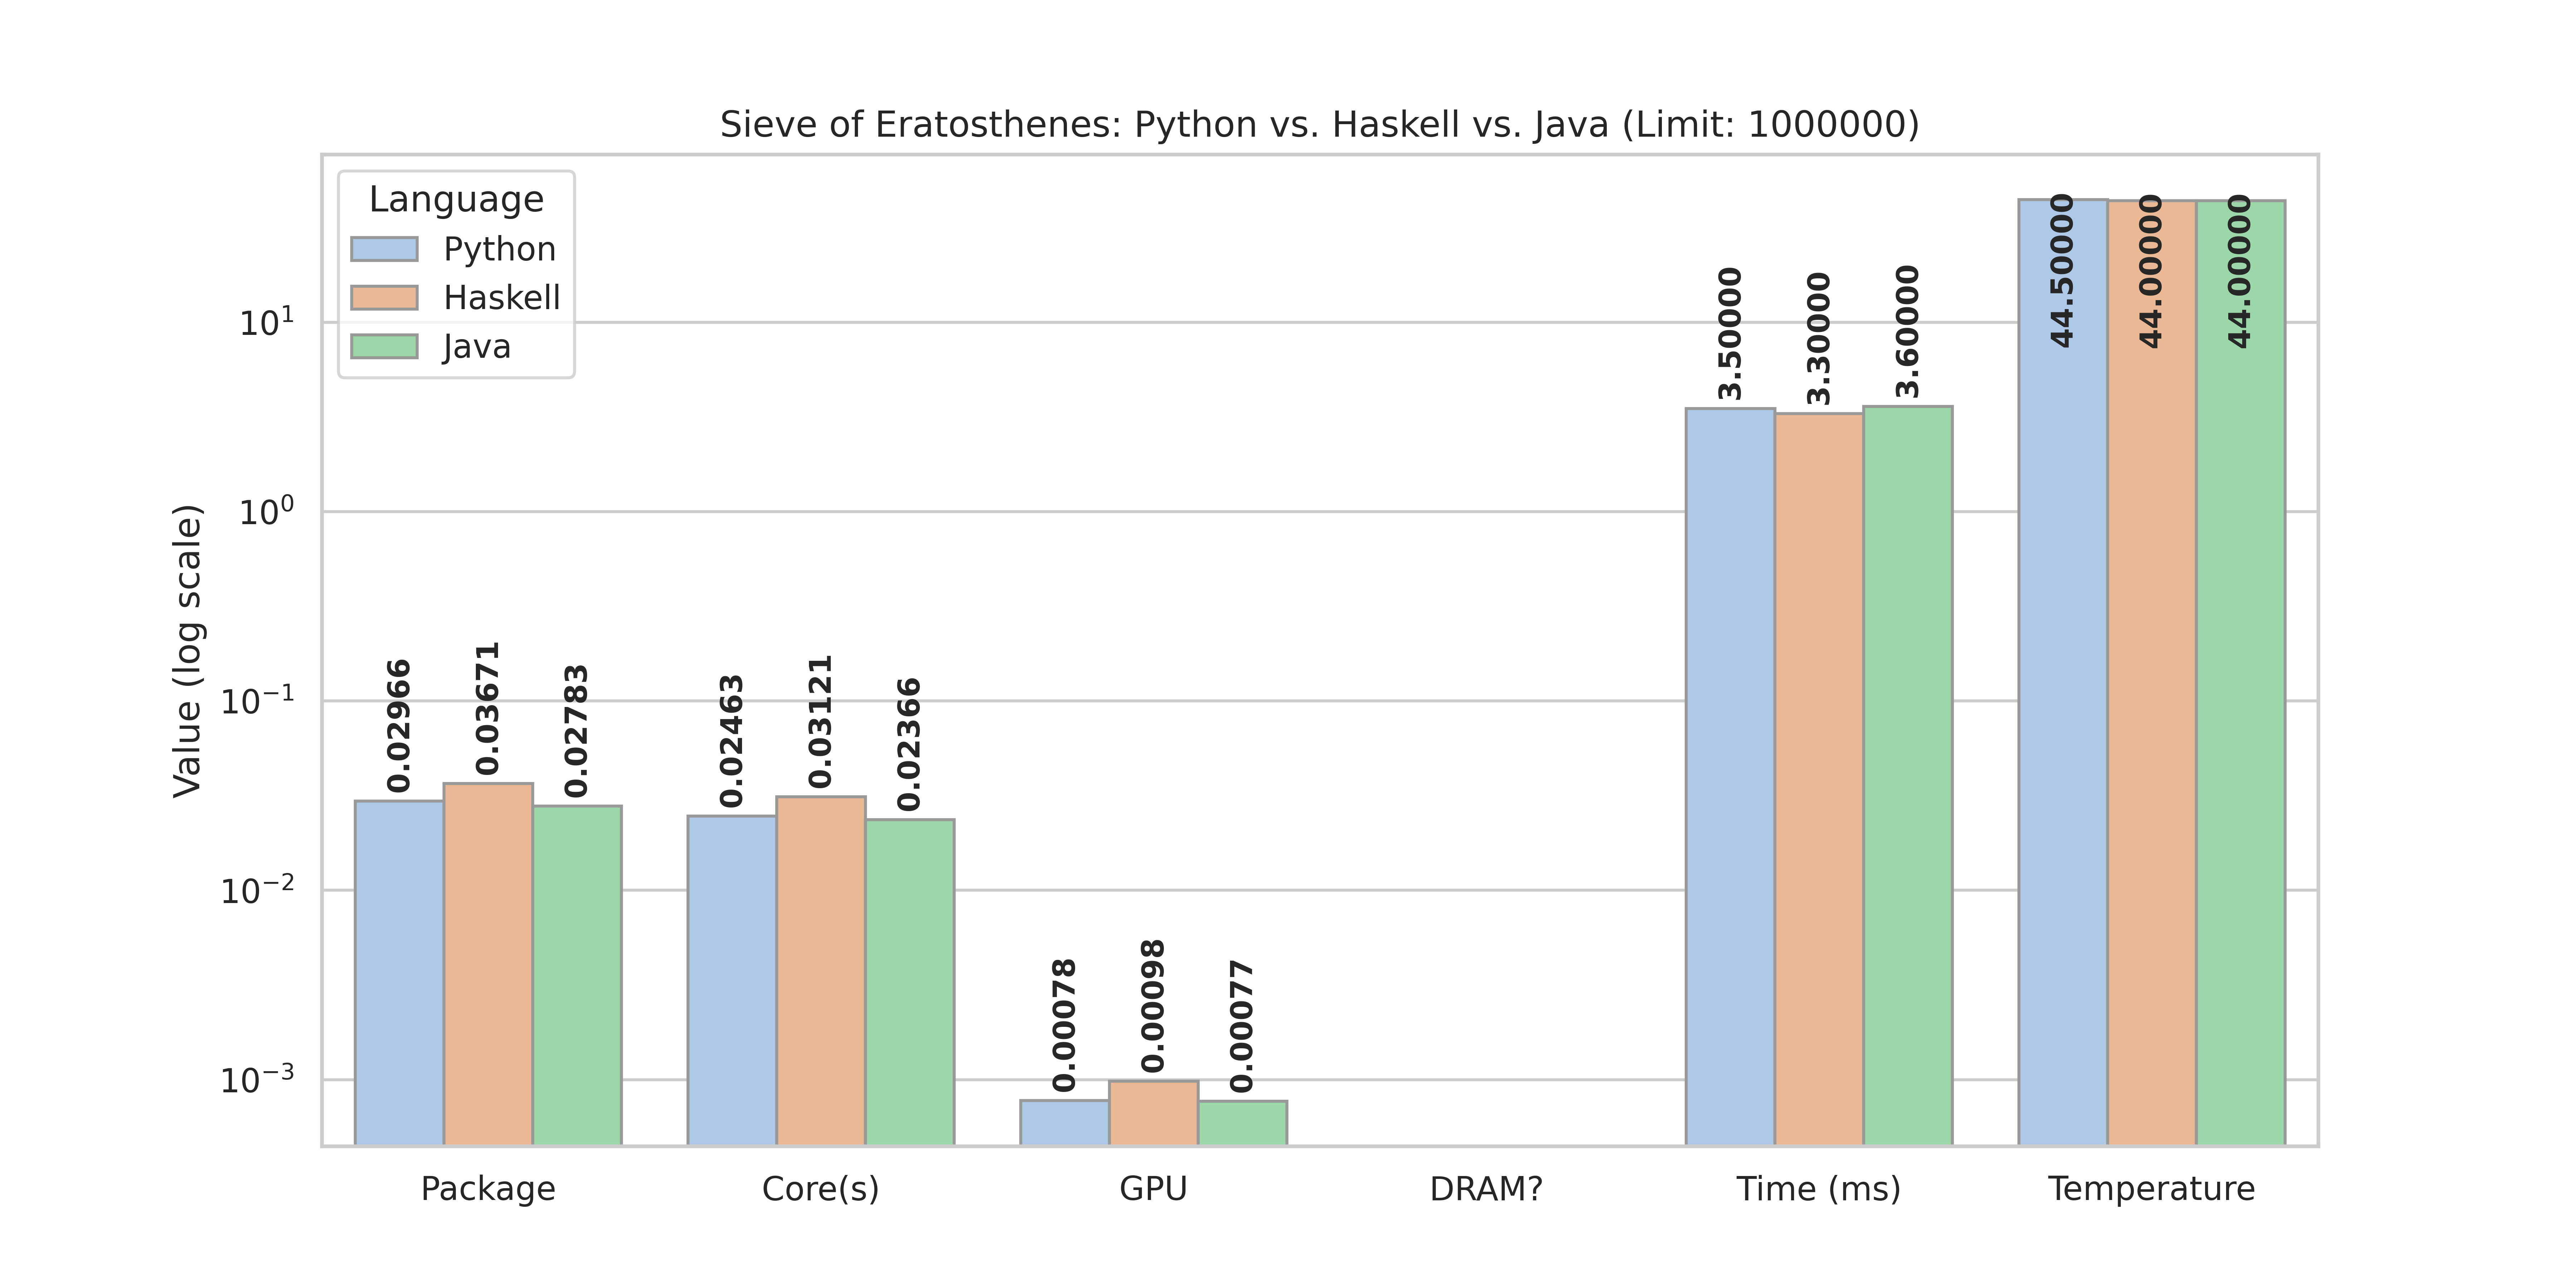 Sieve of Eratosthenes: Python vs. Haskell vs. Java (Limit: 1000000)
Language
Python
Haskell
Java
Value (log scale)
10¹
10⁰
10⁻¹
10⁻²
10⁻³
0.02966
0.03671
0.02783
0.02463
0.03121
0.02366
0.00078
0.00098
0.00077
3.50000
3.30000
3.60000
44.50000
44.00000
44.00000
Package
Core(s)
GPU
DRAM?
Time (ms)
Temperature